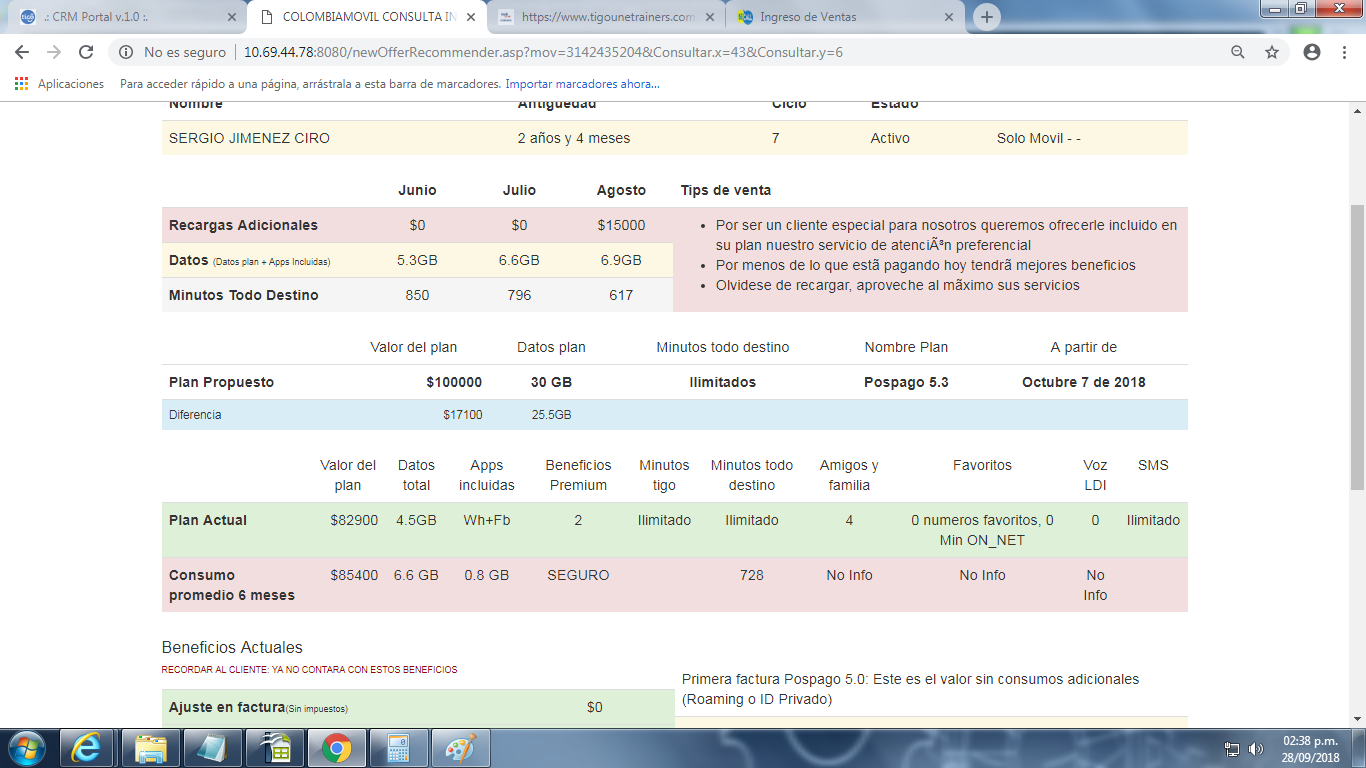 .: CRM Portal v.1.0 :.
COLOMBIAMOVIL CONSULTA IN
https://www.tigounetrainers.com
Ingreso de Ventas
No es seguro | 10.69.44.78:8080/newOfferRecommender.asp?mov=3142435204&Consultar.x=43&Consultar.y=6
Aplicaciones Para acceder rápido a una página, arrástrala a esta barra de marcadores. Importar marcadores ahora...
Nombre Antiguedad Ciclo Estado
SERGIO JIMENEZ CIRO 2 años y 4 meses 7 Activo Solo Movil - -
Junio Julio Agosto Tips de venta
Recargas Adicionales $0 $0 $15000
Datos (Datos plan + Apps Incluidas) 5.3GB 6.6GB 6.9GB
Minutos Todo Destino 850 796 617
• Por ser un cliente especial para nosotros queremos ofrecerle incluido en
su plan nuestro servicio de atenciÃ³n preferencial
• Por menos de lo que estã pagando hoy tendrã mejores beneficios
• Olvidese de recargar, aproveche al mãximo sus servicios
Valor del plan Datos plan Minutos todo destino Nombre Plan A partir de
Plan Propuesto $100000 30 GB Ilimitados Pospago 5.3 Octubre 7 de 2018
Diferencia $17100 25.5GB
Valor del Datos Apps Beneficios Minutos Minutos todo Amigos y Favoritos Voz SMS
plan total incluidas Premium tigo destino familia LDI
Plan Actual $82900 4.5GB Wh+Fb 2 Ilimitado Ilimitado 4 0 numeros favoritos, 0 0 Ilimitado
Min ON_NET
Consumo $85400 6.6 GB 0.8 GB SEGURO 728 No Info No Info No
promedio 6 meses Info
Beneficios Actuales
RECORDAR AL CLIENTE: YA NO CONTARA CON ESTOS BENEFICIOS
Ajuste en factura(Sin impuestos) $0
Primera factura Pospago 5.0: Este es el valor sin consumos adicionales
(Roaming o ID Privado)
02:38 p.m.
28/09/2018